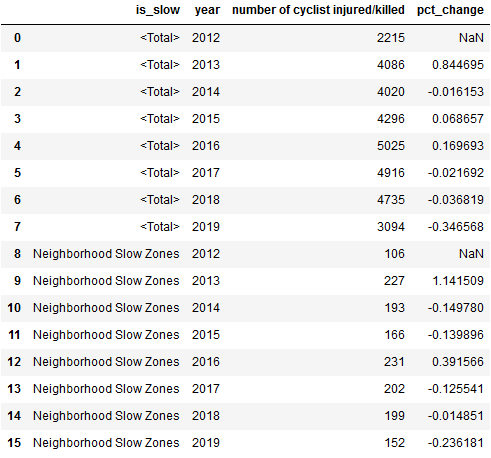 is_slow year number of cyclist injured/killed pct_change
0 <Total> 2012 2215 NaN
1 <Total> 2013 4086 0.844695
2 <Total> 2014 4020 -0.016153
3 <Total> 2015 4296 0.068657
4 <Total> 2016 5025 0.169693
5 <Total> 2017 4916 -0.021692
6 <Total> 2018 4735 -0.036819
7 <Total> 2019 3094 -0.346568
8 Neighborhood Slow Zones 2012 106 NaN
9 Neighborhood Slow Zones 2013 227 1.141509
10 Neighborhood Slow Zones 2014 193 -0.149780
11 Neighborhood Slow Zones 2015 166 -0.139896
12 Neighborhood Slow Zones 2016 231 0.391566
13 Neighborhood Slow Zones 2017 202 -0.125541
14 Neighborhood Slow Zones 2018 199 -0.014851
15 Neighborhood Slow Zones 2019 152 -0.236181